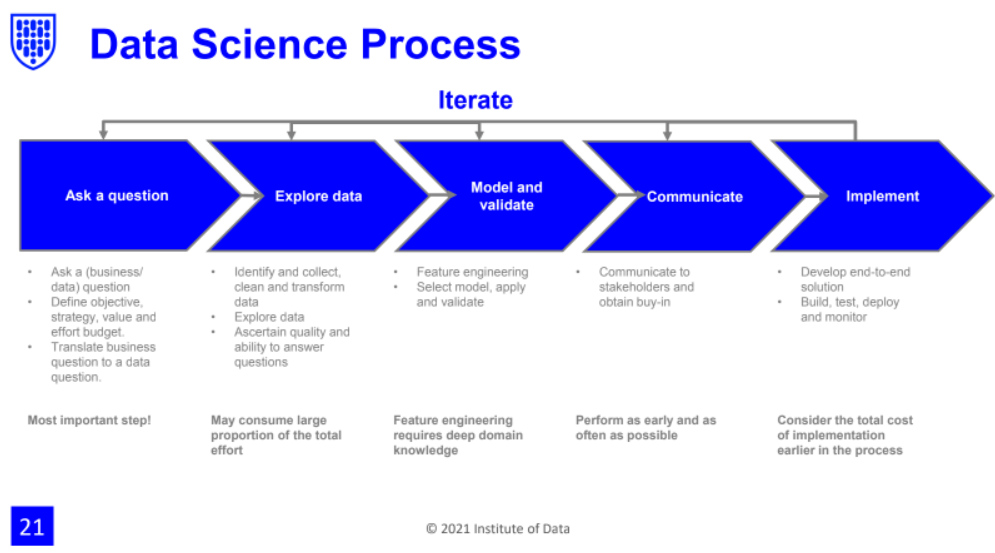 Data Science Process
Iterate
Ask a question
Explore data
Model and
validate
Communicate
Implement
• Ask a (business/
data) question
• Define objective,
strategy, value and
effort budget.
• Translate business
question to a data
question.
• Identify and collect,
clean and transform
data
• Explore data
• Ascertain quality and
ability to answer
questions
• Feature engineering
• Select model, apply
and validate
• Communicate to
stakeholders and
obtain buy-in
• Develop end-to-end
solution
• Build, test, deploy
and monitor
Most important step!
May consume large
proportion of the total
effort
Feature engineering
requires deep domain
knowledge
Perform as early and as
often as possible
Consider the total cost
of implementation
earlier in the process
21
© 2021 Institute of Data